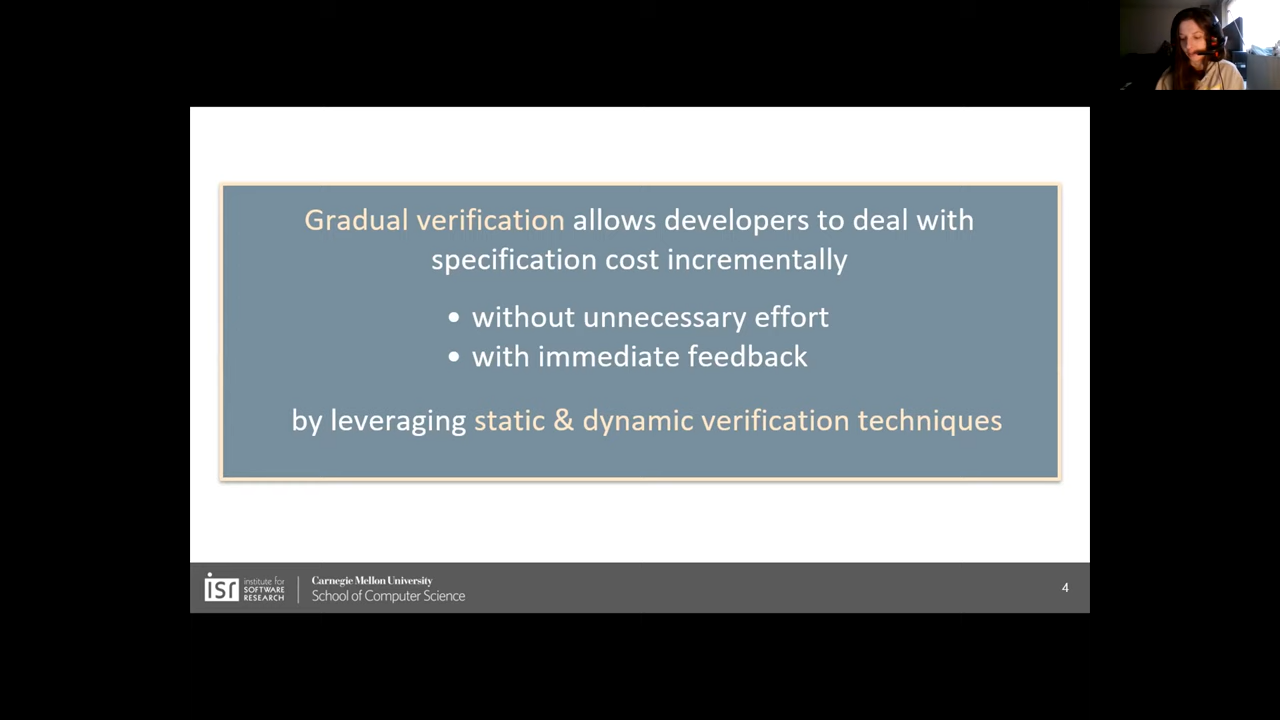 Gradual verification allows developers to deal with
specification cost incrementally
• without unnecessary effort
• with immediate feedback
by leveraging static & dynamic verification techniques
isr institute for
SOFTWARE
RESEARCH
Carnegie Mellon University
School of Computer Science
4